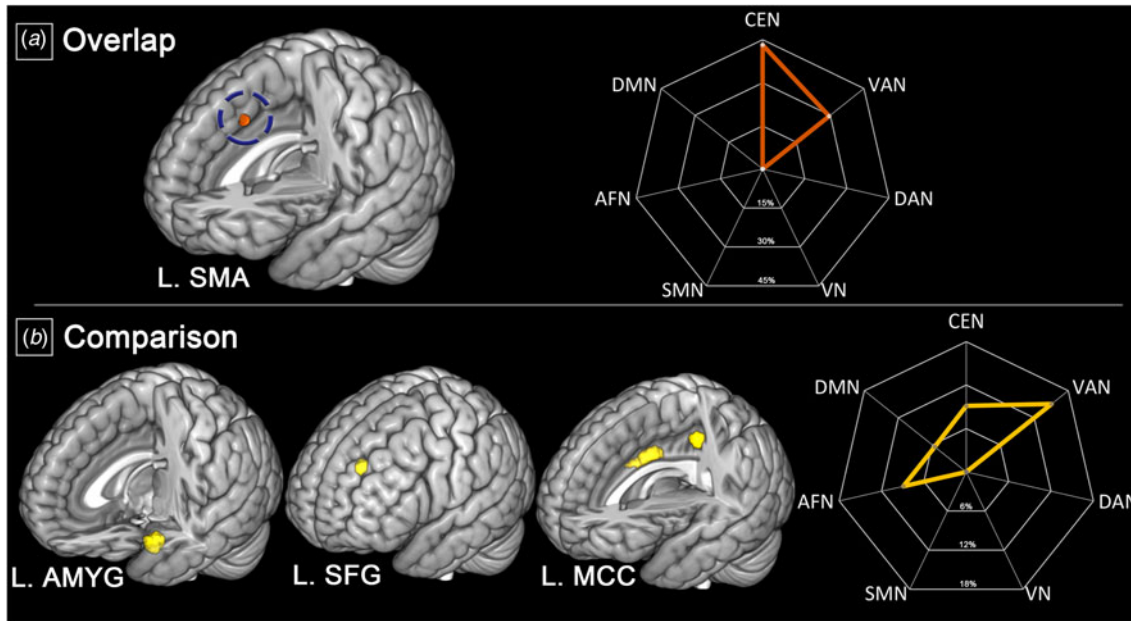 (a) Overlap
CEN
DMN
VAN
AFN
DAN
15%
30%
SMN
45%
VN
L. SMA
(b) Comparison
CEN
DMN
VAN
AFN
DAN
6%
12%
SMN
18%
VN
L. AMYG
L. SFG
L. MCC